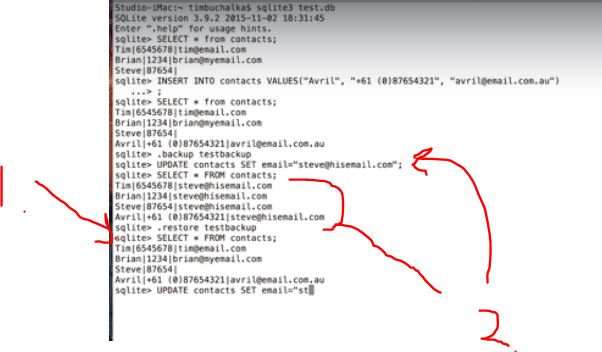 Studio-iMac:~ timbuchalka$ sqlite3 test.db
SQLite version 3.9.2 2015-11-02 18:31:45
Enter ".help" for usage hints.
sqlite> SELECT * from contacts;
Tim|6545678|tim@email.com
Brian|1234|brian@myemail.com
Steve|87654|
sqlite> INSERT INTO contacts VALUES("Avril", "+61 (0)87654321", "avril@email.com.au")
...> ;
sqlite> SELECT * from contacts;
Tim|6545678|tim@email.com
Brian|1234|brian@myemail.com
Steve|87654|
Avril|+61 (0)87654321|avril@email.com.au
sqlite> .backup testbackup
sqlite> UPDATE contacts SET email="steve@hisemail.com";
sqlite> SELECT * FROM contacts;
Tim|6545678|steve@hisemail.com
Brian|1234|steve@hisemail.com
Steve|87654|steve@hisemail.com
Avril|+61 (0)87654321|steve@hisemail.com
1.
sqlite> .restore testbackup
sqlite> SELECT * FROM contacts;
Tim|6545678|tim@email.com
Brian|1234|brian@myemail.com
Steve|87654|
Avril|+61 (0)87654321|avril@email.com.au
sqlite> UPDATE contacts SET email="st
2.